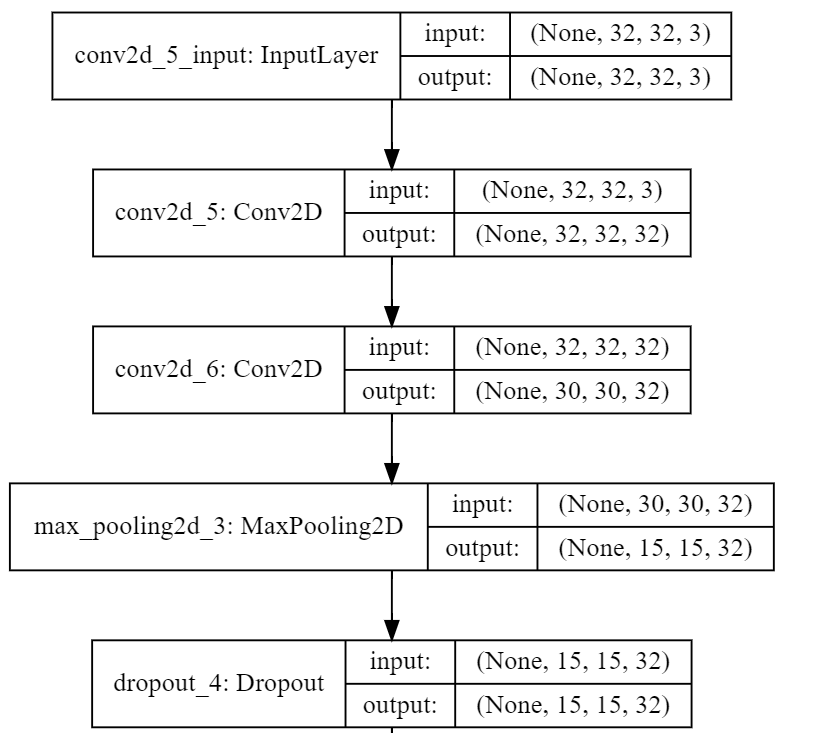 conv2d_5_input: InputLayer
input:
(None, 32, 32, 3)
output:
(None, 32, 32, 3)
conv2d_5: Conv2D
input:
(None, 32, 32, 3)
output:
(None, 32, 32, 32)
conv2d_6: Conv2D
input:
(None, 32, 32, 32)
output:
(None, 30, 30, 32)
max_pooling2d_3: MaxPooling2D
input:
(None, 30, 30, 32)
output:
(None, 15, 15, 32)
dropout_4: Dropout
input:
(None, 15, 15, 32)
output:
(None, 15, 15, 32)